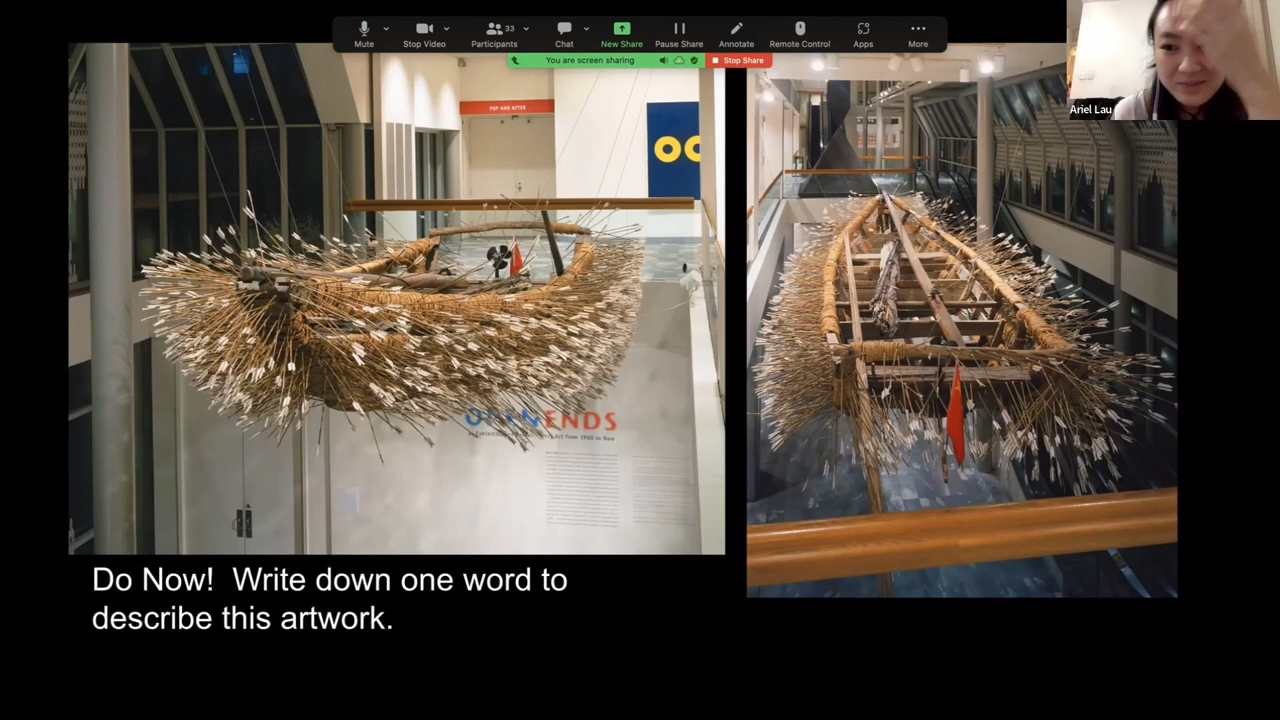 Mute
Stop Video
33
Participants
Chat
New Share
Pause Share
Annotate
Remote Control
Apps
More
You are screen sharing
Stop Share
Ariel Lau
POP AND AFTER
ENDS
Art from 1960 to Now
Do Now!  Write down one word to
describe this artwork.